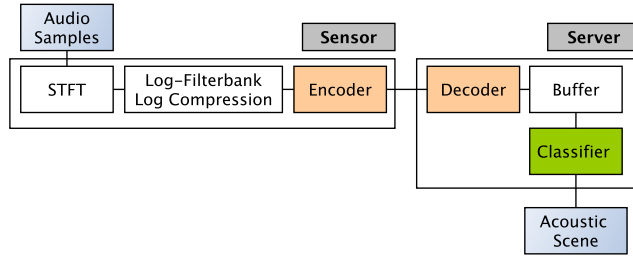 Audio
Samples
Sensor
Server
STFT
Log-Filterbank
Log Compression
Encoder
Decoder
Buffer
Classifier
Acoustic
Scene